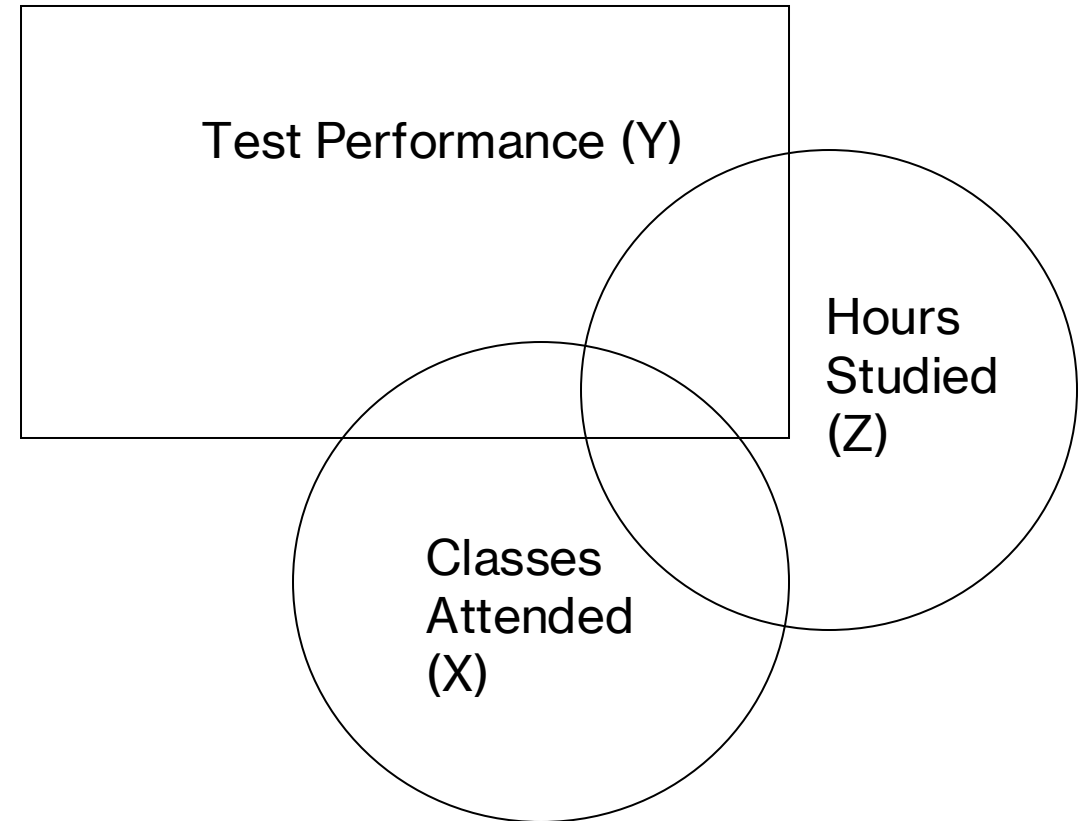 Test Performance (Y)
Hours
Studied
(Z)
Classes
Attended
(X)